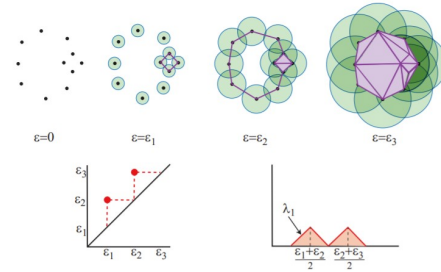 ε=0
ε=ε₁
ε=ε₂
ε=ε₃
ε₃
ε₂
ε₁
ε₁ ε₂ ε₃
λ₁
ε₁+ε₂ ε₂+ε₃
2 2